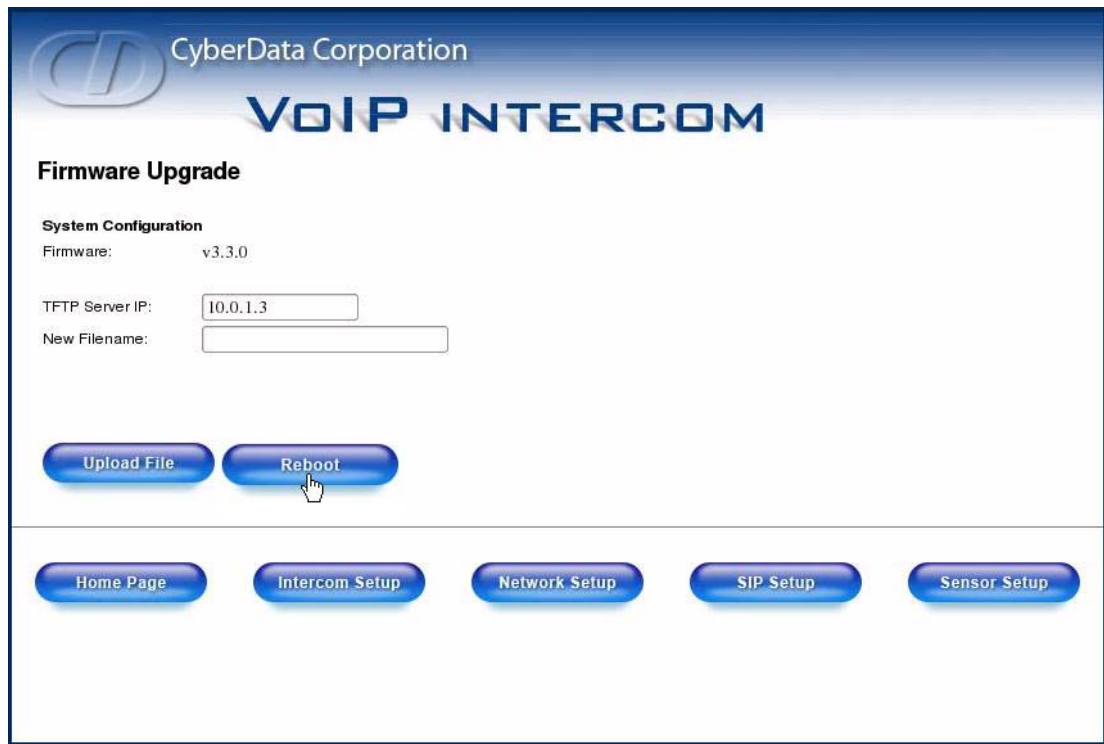 CD CyberData Corporation
VoIP INTERCOM
Firmware Upgrade
System Configuration
Firmware: v3.3.0
TFTP Server IP: 10.0.1.3
New Filename:
Upload File Reboot
Home Page Intercom Setup Network Setup SIP Setup Sensor Setup